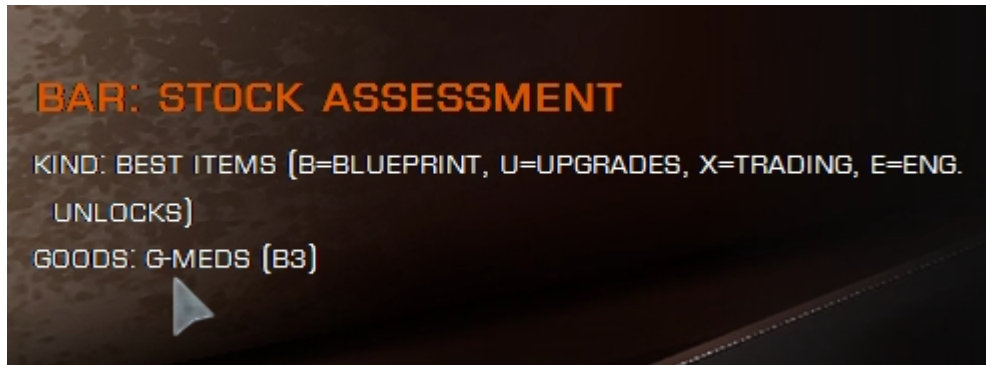 BAR: STOCK ASSESSMENT
KIND: BEST ITEMS (B=BLUEPRINT, U=UPGRADES, X=TRADING, E=ENG.
UNLOCKS)
GOODS: G-MEDS (B3)